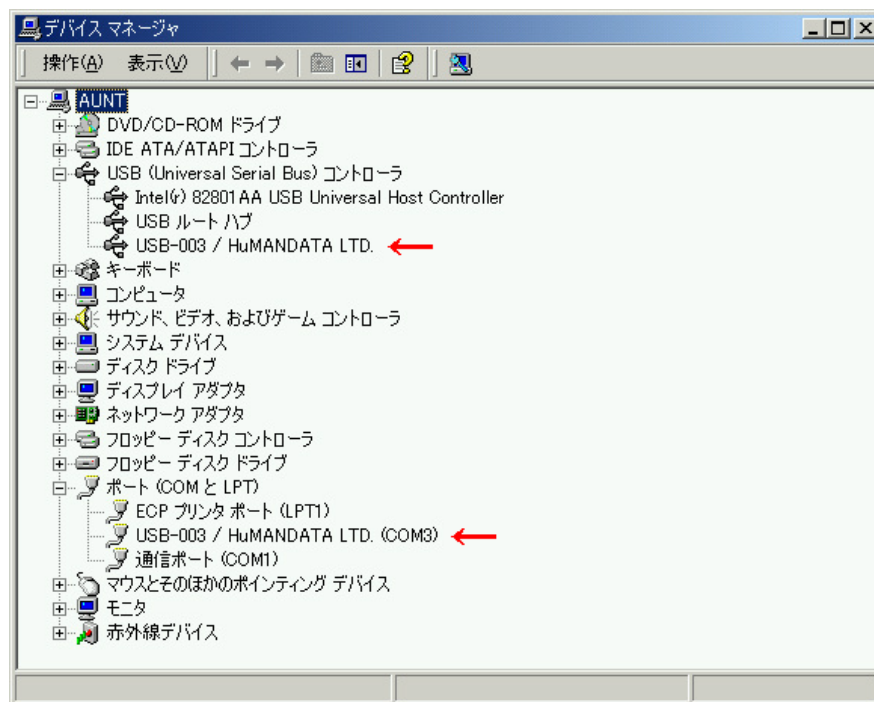 デバイス マネージャ
操作(A) 表示(V)
AUNT
DVD/CD-ROM ドライブ
IDE ATA/ATAPI コントローラ
USB (Universal Serial Bus) コントローラ
Intel(r) 82801AA USB Universal Host Controller
USB ルート ハブ
USB-003 / HuMANDATA LTD.
キーボード
コンピュータ
サウンド、ビデオ、およびゲーム コントローラ
システム デバイス
ディスク ドライブ
ディスプレイ アダプタ
ネットワーク アダプタ
フロッピー ディスク コントローラ
フロッピー ディスク ドライブ
ポート (COM と LPT)
ECP プリンタ ポート (LPT1)
USB-003 / HuMANDATA LTD. (COM3)
通信ポート (COM1)
マウスとそのほかのポインティング デバイス
モニタ
赤外線デバイス